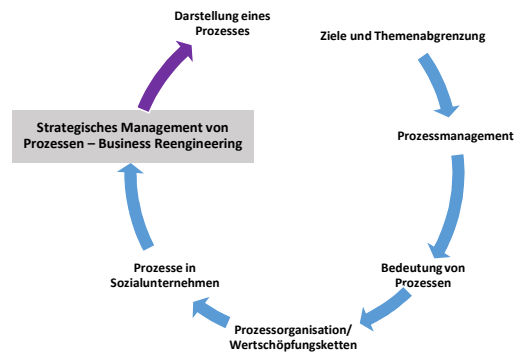 Darstellung eines
Prozesses
Ziele und Themenabgrenzung
Prozessmanagement
Bedeutung von
Prozessen
Prozessorganisation/
Wertschöpfungsketten
Prozesse in
Sozialunternehmen
Strategisches Management von
Prozessen – Business Reengineering